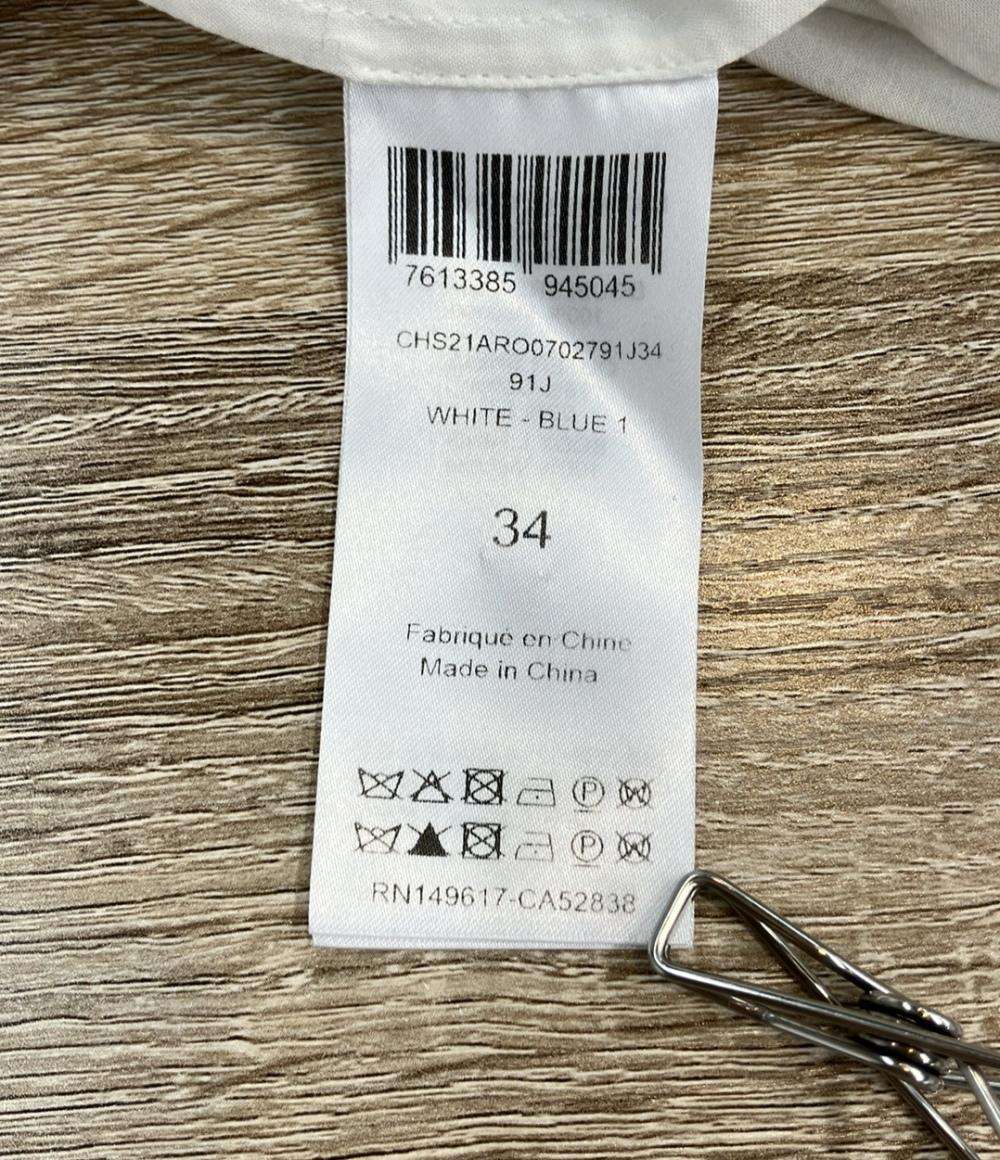 7613385 945045
CHS21ARO0702791J34
91J
WHITE - BLUE 1
34
Fabriqué en Chine
Made in China
RN149617-CA52838